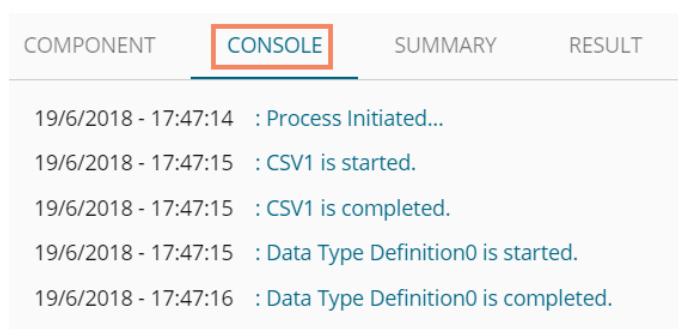 COMPONENT CONSOLE SUMMARY RESULT
19/6/2018 - 17:47:14 : Process Initiated...
19/6/2018 - 17:47:15 : CSV1 is started.
19/6/2018 - 17:47:15 : CSV1 is completed.
19/6/2018 - 17:47:15 : Data Type Definition0 is started.
19/6/2018 - 17:47:16 : Data Type Definition0 is completed.